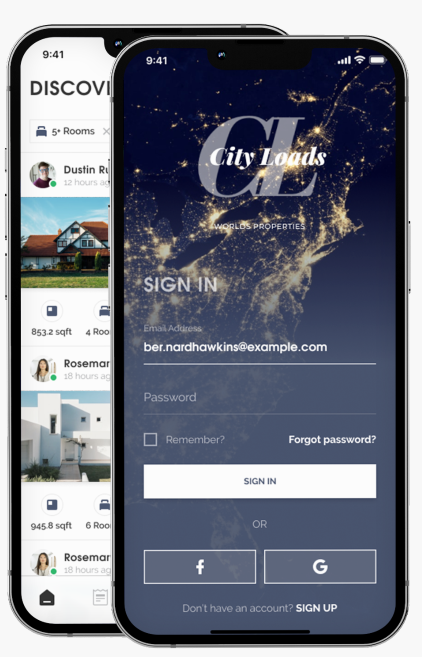 9:41
DISCOV
5+ Rooms
Dustin Ru
12 hours ag
853.2 sqft
4 Roo
Rosemar
18 hours ag
945.8 sqft
6 Roo
Rosemar
18 hours ag
9:41
CL
City Loads
WORLDS PROPERTIES
SIGN IN
Email Address
ber.nardhawkins@example.com
Password
Remember?
Forgot password?
SIGN IN
OR
f
G
Don't have an account? SIGN UP